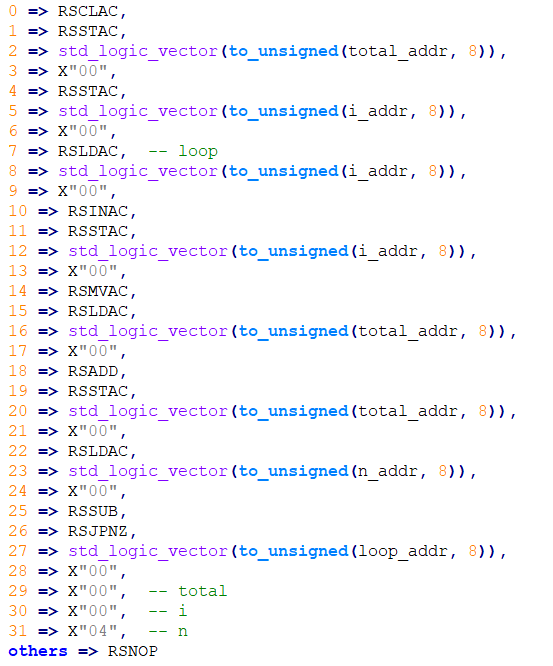 0 => RSCLAC,
1 => RSSTAC,
2 => std_logic_vector(to_unsigned(total_addr, 8)),
3 => X"00",
4 => RSSTAC,
5 => std_logic_vector(to_unsigned(i_addr, 8)),
6 => X"00",
7 => RSLDAC,  -- loop
8 => std_logic_vector(to_unsigned(i_addr, 8)),
9 => X"00",
10 => RSINAC,
11 => RSSTAC,
12 => std_logic_vector(to_unsigned(i_addr, 8)),
13 => X"00",
14 => RSMVAC,
15 => RSLDAC,
16 => std_logic_vector(to_unsigned(total_addr, 8)),
17 => X"00",
18 => RSADD,
19 => RSSTAC,
20 => std_logic_vector(to_unsigned(total_addr, 8)),
21 => X"00",
22 => RSLDAC,
23 => std_logic_vector(to_unsigned(n_addr, 8)),
24 => X"00",
25 => RSSUB,
26 => RSJPNZ,
27 => std_logic_vector(to_unsigned(loop_addr, 8)),
28 => X"00",
29 => X"00",  -- total
30 => X"00",  -- i
31 => X"04",  -- n
others => RSNOP